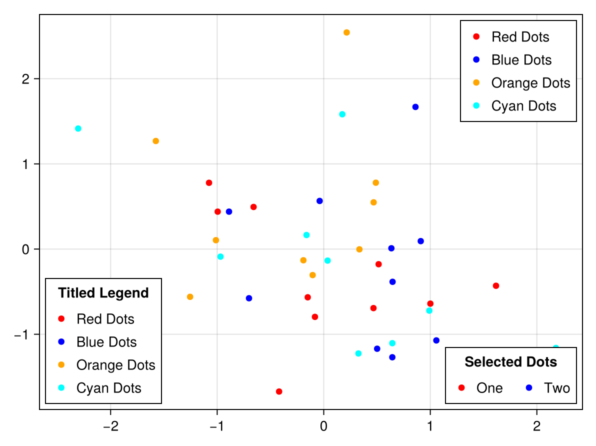 Red Dots
Blue Dots
Orange Dots
Cyan Dots
2
1
0
−1
Titled Legend
Red Dots
Blue Dots
Orange Dots
Cyan Dots
Selected Dots
One Two
−2 −1 0 1 2